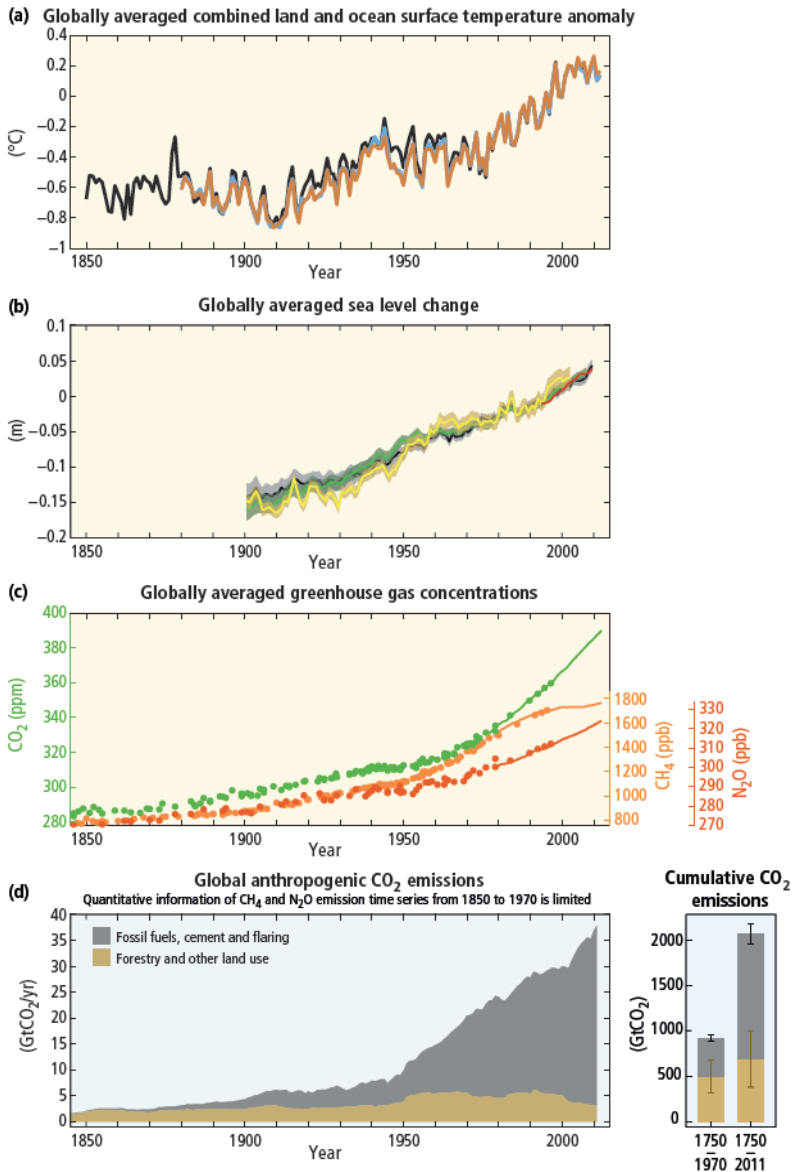 (a) Globally averaged combined land and ocean surface temperature anomaly
0.4
0.2
0
−0.2
−0.4
−0.6
−0.8
−1
(°C)
1850 1900 1950 2000
Year
(b) Globally averaged sea level change
0.1
0.05
0
−0.05
−0.1
−0.15
−0.2
(m)
1850 1900 1950 2000
Year
(c) Globally averaged greenhouse gas concentrations
400
380
360
340
320
300
280
CO₂ (ppm)
1800
1600
1400
1200
1000
800
CH₄ (ppb)
330
320
310
300
290
280
270
N₂O (ppb)
1850 1900 1950 2000
Year
(d) Global anthropogenic CO₂ emissions
Quantitative information of CH₄ and N₂O emission time series from 1850 to 1970 is limited
40
35
30
25
20
15
10
5
0
(GtCO₂/yr)
Fossil fuels, cement and flaring
Forestry and other land use
1850 1900 1950 2000
Year
Cumulative CO₂
emissions
2000
1500
1000
500
0
(GtCO₂)
1750 1750
– –
1970 2011